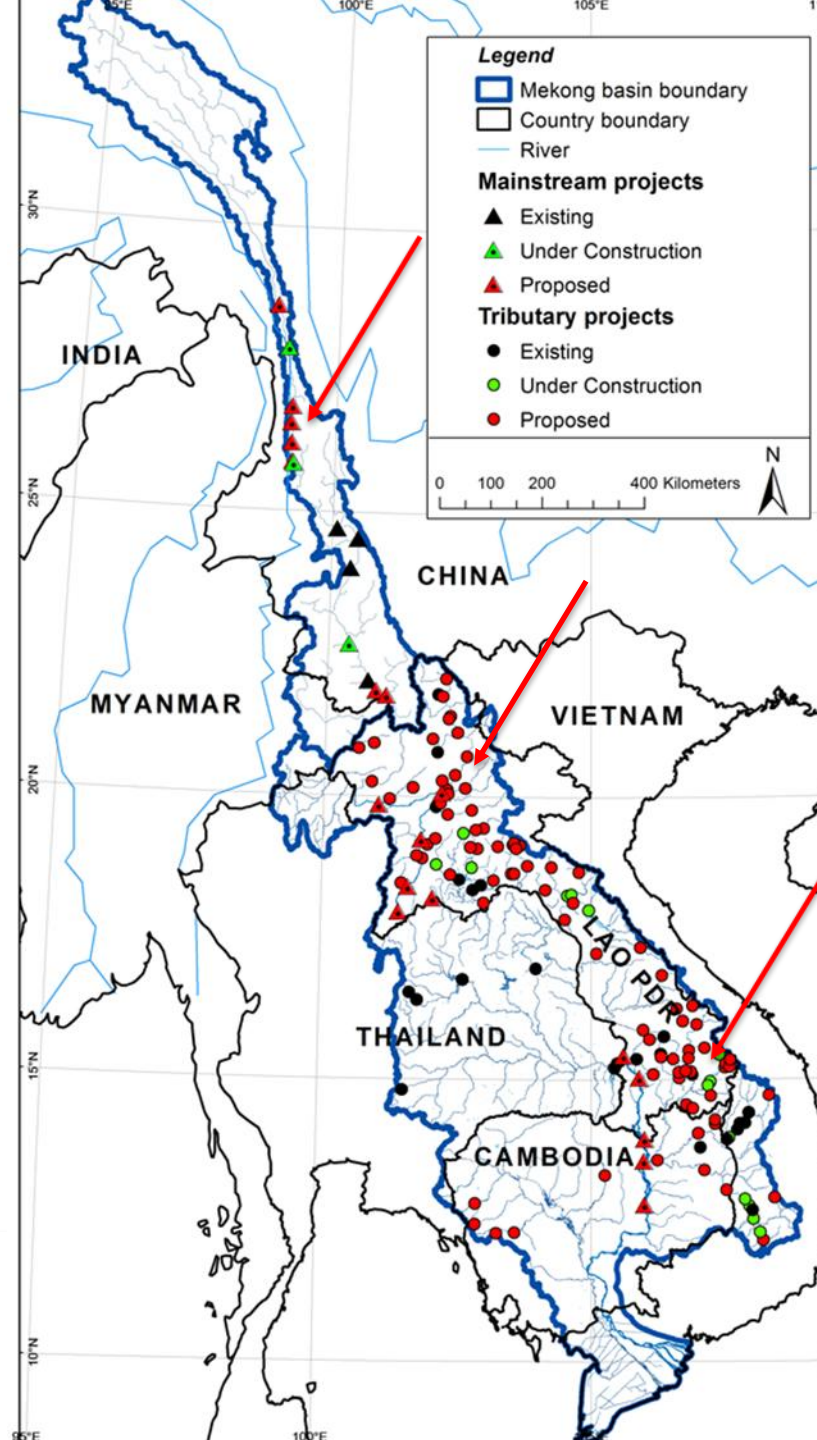 95°E
100°E
105°E
Legend
Mekong basin boundary
Country boundary
River
Mainstream projects
Existing
Under Construction
Proposed
Tributary projects
Existing
Under Construction
Proposed
N
0 100 200 400 Kilometers
30°N
INDIA
25°N
CHINA
MYANMAR
VIETNAM
20°N
LAO PDR
THAILAND
15°N
CAMBODIA
10°N
95°E
100°E